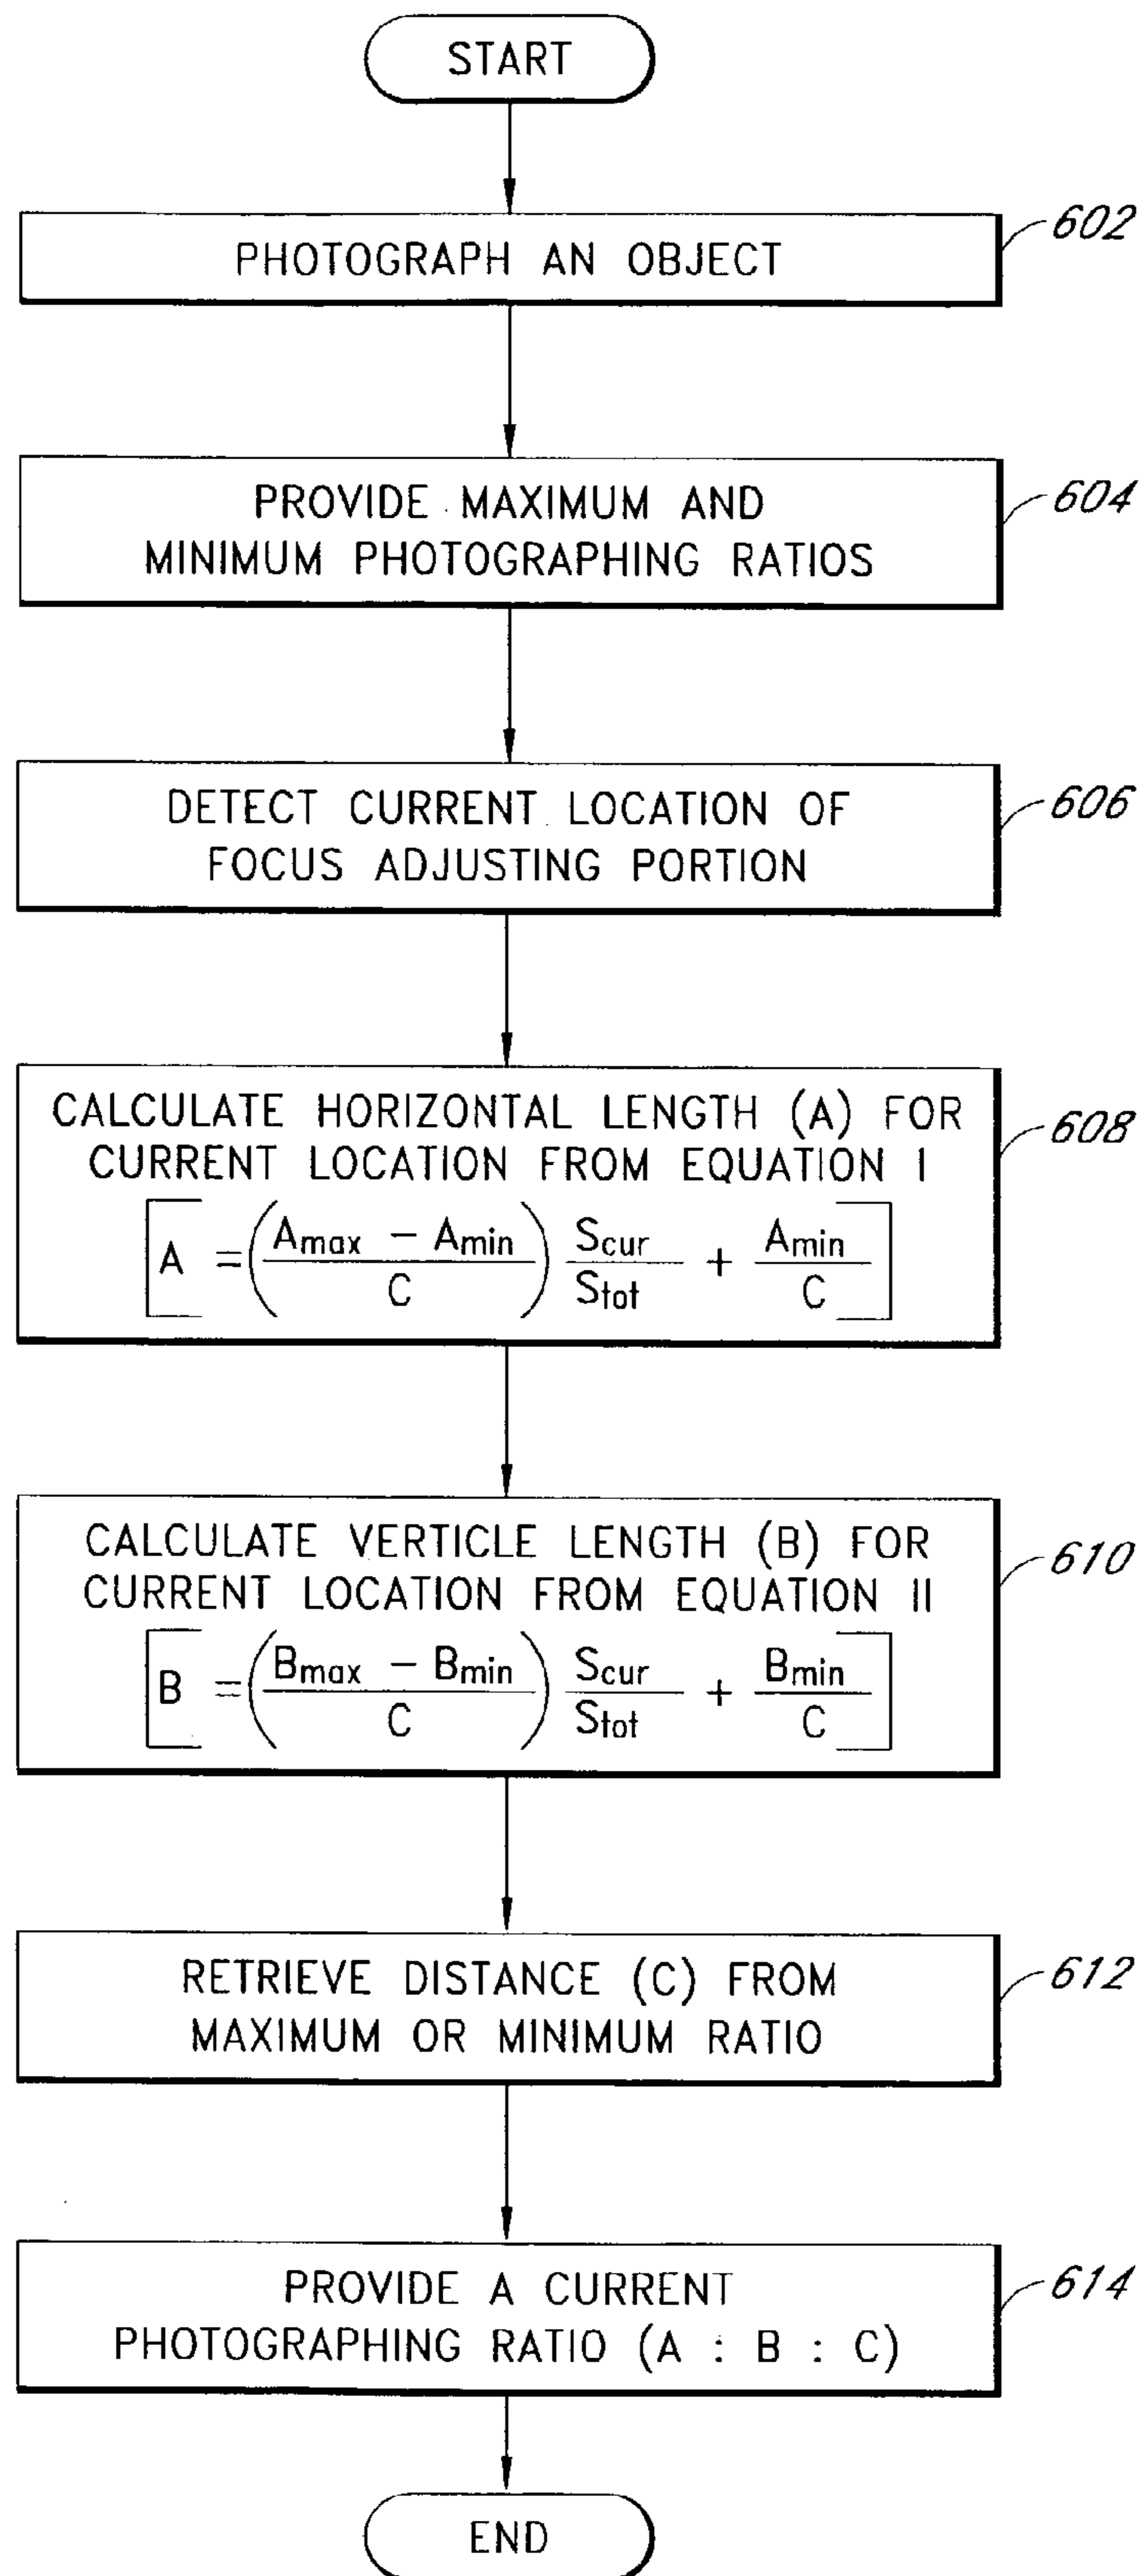 START
PHOTOGRAPH AN OBJECT
602
PROVIDE MAXIMUM AND
MINIMUM PHOTOGRAPHING RATIOS
604
DETECT CURRENT LOCATION OF
FOCUS ADJUSTING PORTION
606
CALCULATE HORIZONTAL LENGTH (A) FOR
CURRENT LOCATION FROM EQUATION I
[A = (Amax - Amin / C) Scur / Stot + Amin / C]
608
CALCULATE VERTICLE LENGTH (B) FOR
CURRENT LOCATION FROM EQUATION II
[B = (Bmax - Bmin / C) Scur / Stot + Bmin / C]
610
RETRIEVE DISTANCE (C) FROM
MAXIMUM OR MINIMUM RATIO
612
PROVIDE A CURRENT
PHOTOGRAPHING RATIO (A : B : C)
614
END